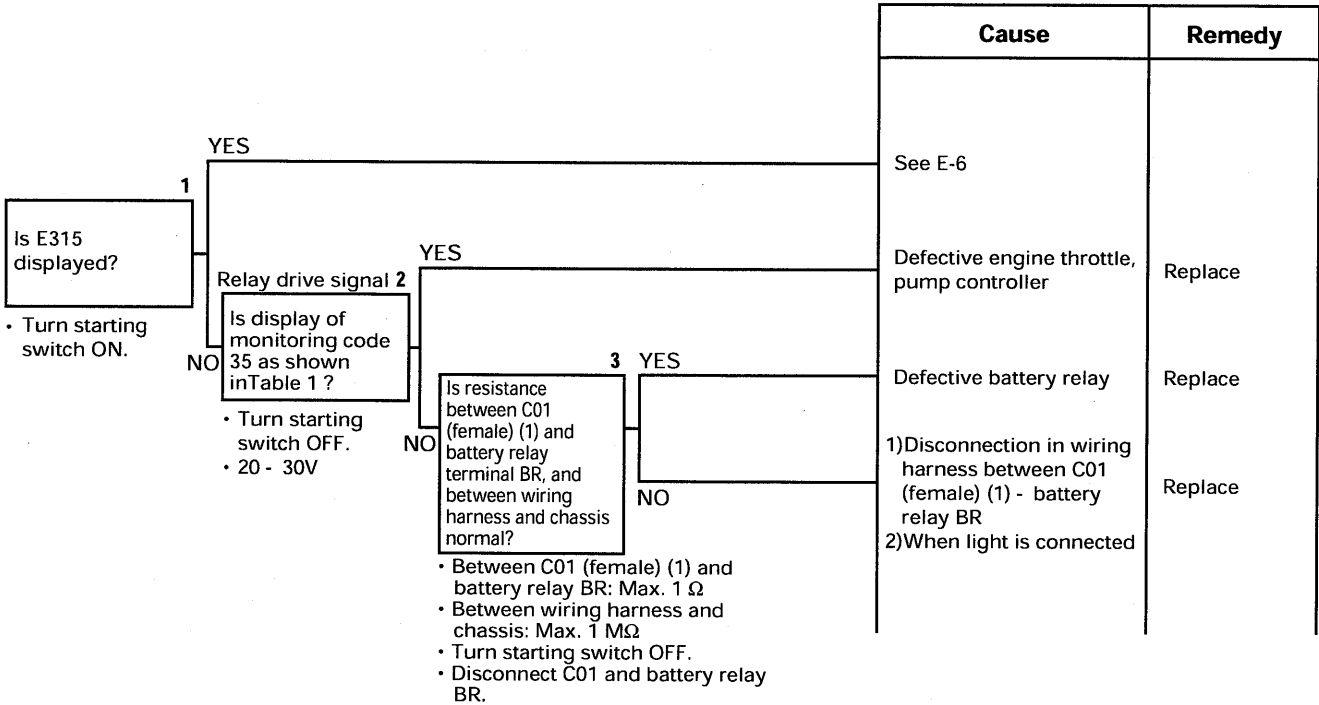 Cause
Remedy
YES
See E-6
1
Is E315
displayed?
• Turn starting
switch ON.
NO
YES
Defective engine throttle,
pump controller
Replace
Relay drive signal 2
Is display of
monitoring code
35 as shown
inTable 1 ?
• Turn starting
switch OFF.
• 20 - 30V
NO
3
YES
Defective battery relay
Replace
Is resistance
between C01
(female) (1) and
battery relay
terminal BR, and
between wiring
harness and chassis
normal?
NO
1)Disconnection in wiring
harness between C01
(female) (1) - battery
relay BR
2)When light is connected
Replace
• Between C01 (female) (1) and
battery relay BR: Max. 1 Ω
• Between wiring harness and
chassis: Max. 1 MΩ
• Turn starting switch OFF.
• Disconnect C01 and battery relay
BR.